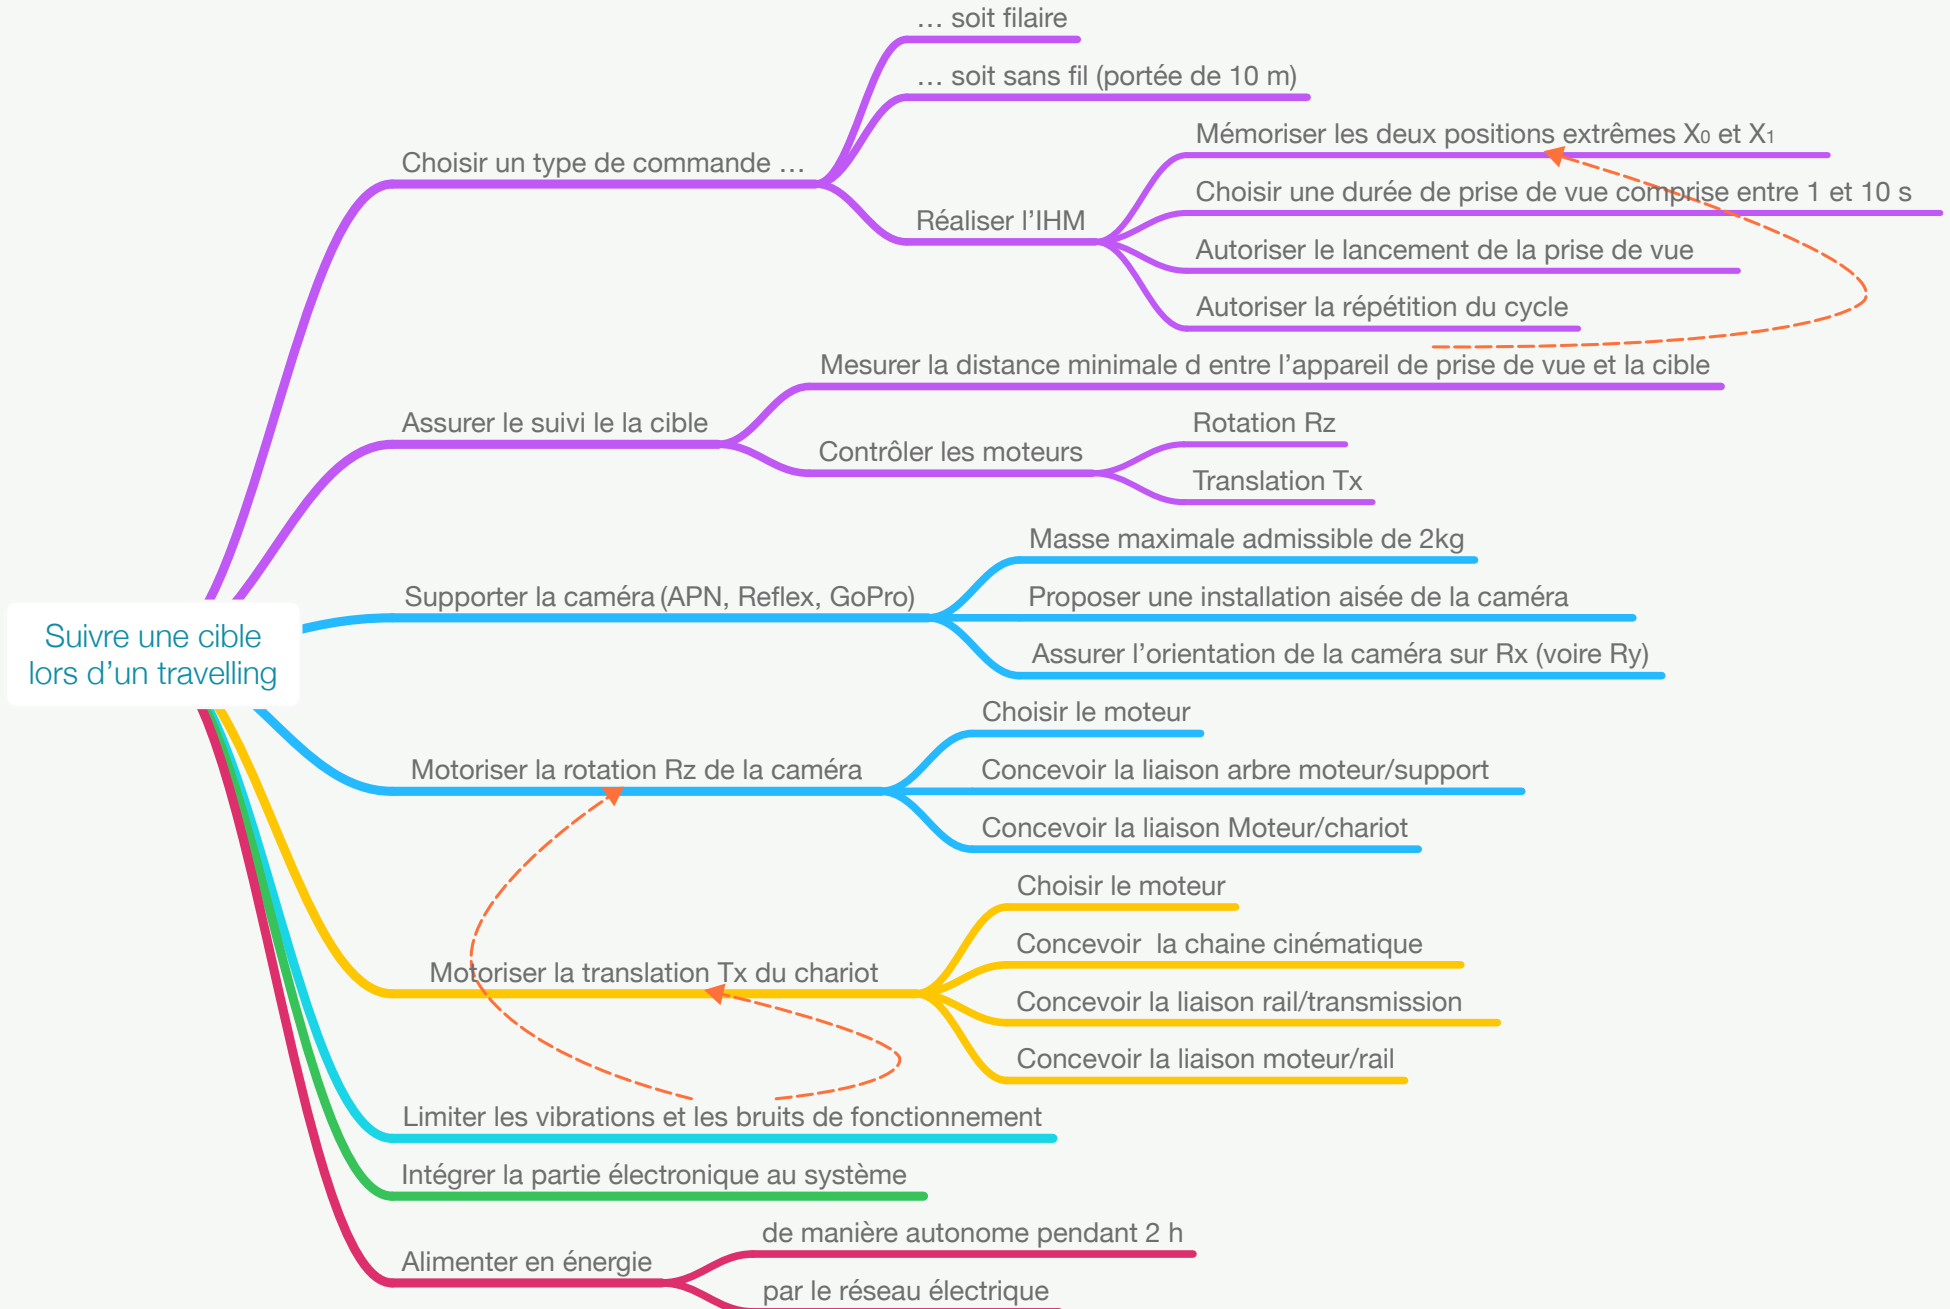 … soit filaire
… soit sans fil (portée de 10 m)
Mémoriser les deux positions extrêmes X0 et X1
Choisir un type de commande …
Choisir une durée de prise de vue comprise entre 1 et 10 s
Réaliser l’IHM
Autoriser le lancement de la prise de vue
Autoriser la répétition du cycle
Mesurer la distance minimale d entre l’appareil de prise de vue et la cible
Assurer le suivi le la cible
Rotation Rz
Contrôler les moteurs
Translation Tx
Masse maximale admissible de 2kg
Supporter la caméra (APN, Reflex, GoPro)
Proposer une installation aisée de la caméra
Suivre une cible
lors d’un travelling
Assurer l’orientation de la caméra sur Rx (voire Ry)
Choisir le moteur
Motoriser la rotation Rz de la caméra
Concevoir la liaison arbre moteur/support
Concevoir la liaison Moteur/chariot
Choisir le moteur
Concevoir  la chaine cinématique
Motoriser la translation Tx du chariot
Concevoir la liaison rail/transmission
Concevoir la liaison moteur/rail
Limiter les vibrations et les bruits de fonctionnement
Intégrer la partie électronique au système
de manière autonome pendant 2 h
Alimenter en énergie
par le réseau électrique